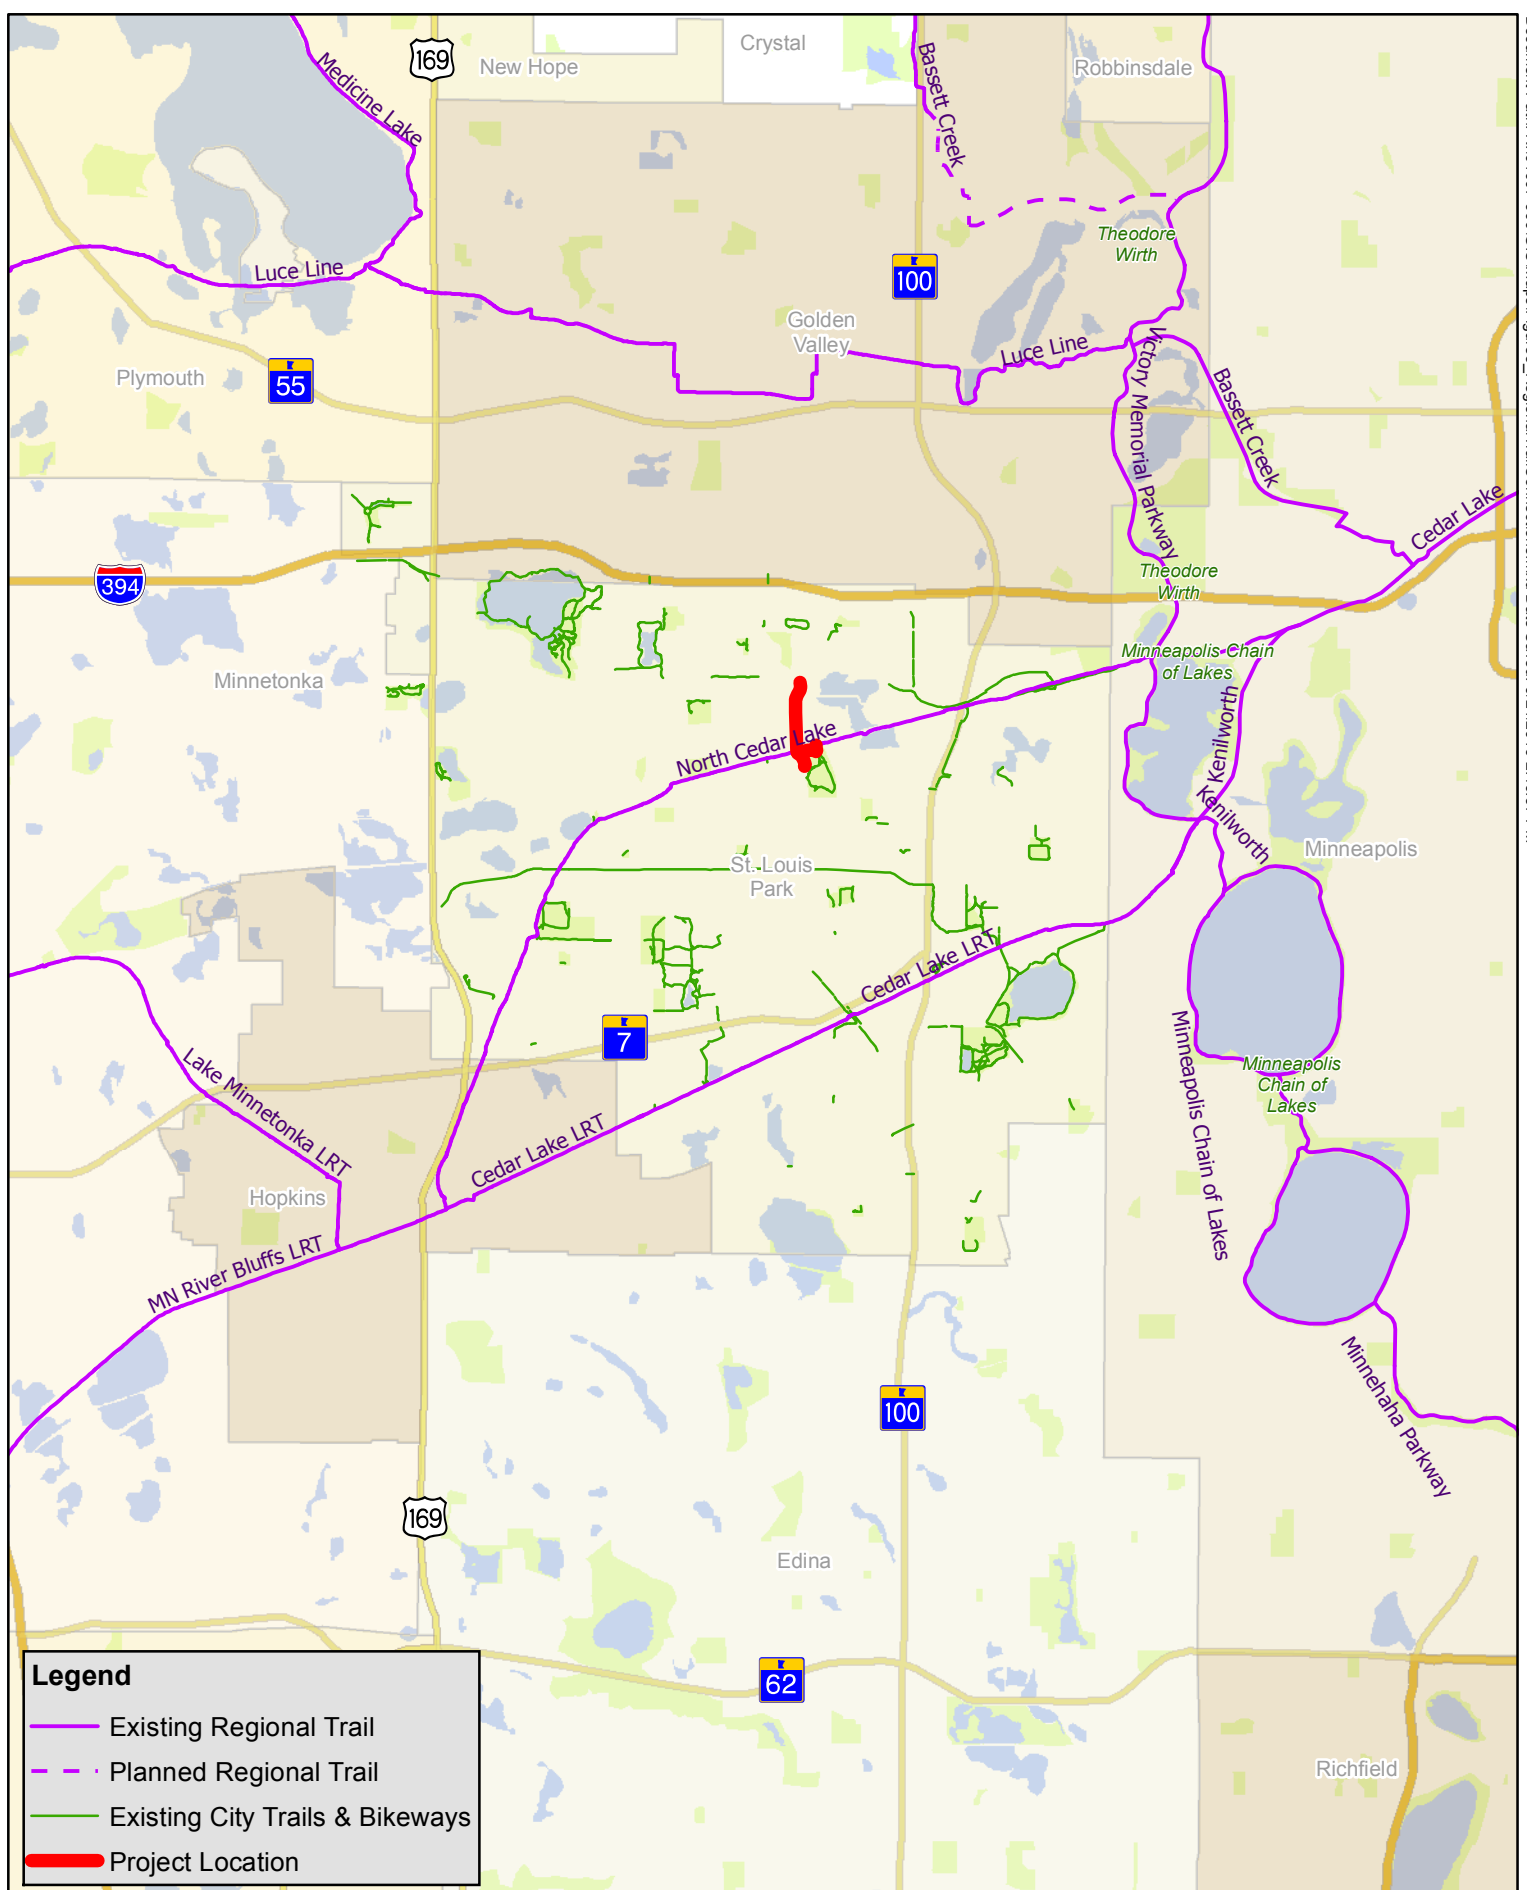 Crystal
169
New Hope
Bassett Creek
Robbinsdale
Medicine Lake
Theodore
Wirth
Luce Line
100
Golden
Valley
Luce Line
Victory Memorial Parkway
Plymouth
55
Bassett Creek
Cedar Lake
394
Theodore
Wirth
Minneapolis Chain
of Lakes
Minnetonka
Kenilworth
North Cedar Lake
Kenilworth
Minneapolis
St. Louis
Park
Cedar Lake LRT
7
Minneapolis Chain of Lakes
Lake Minnetonka LRT
Minneapolis
Chain of
Lakes
Cedar Lake LRT
Hopkins
MN River Bluffs LRT
Minnehaha Parkway
100
169
Edina
62
Richfield
Legend
Existing Regional Trail
Planned Regional Trail
Existing City Trails & Bikeways
Project Location